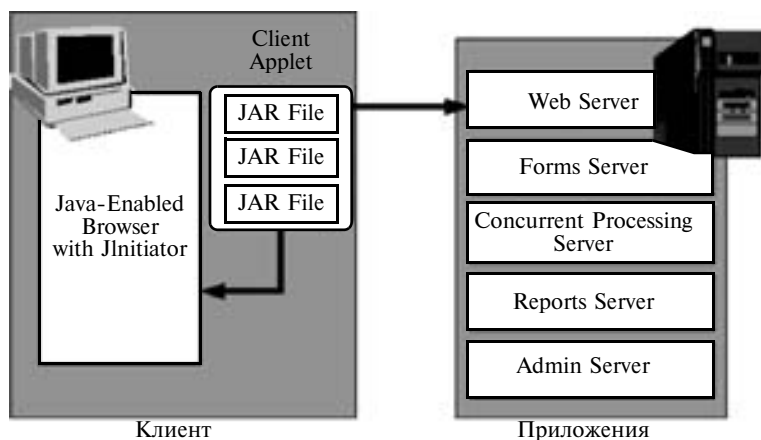 Client
Applet
JAR File
JAR File
JAR File
Java-Enabled
Browser
with JInitiator
Клиент
Web Server
Forms Server
Concurrent Processing
Server
Reports Server
Admin Server
Приложения